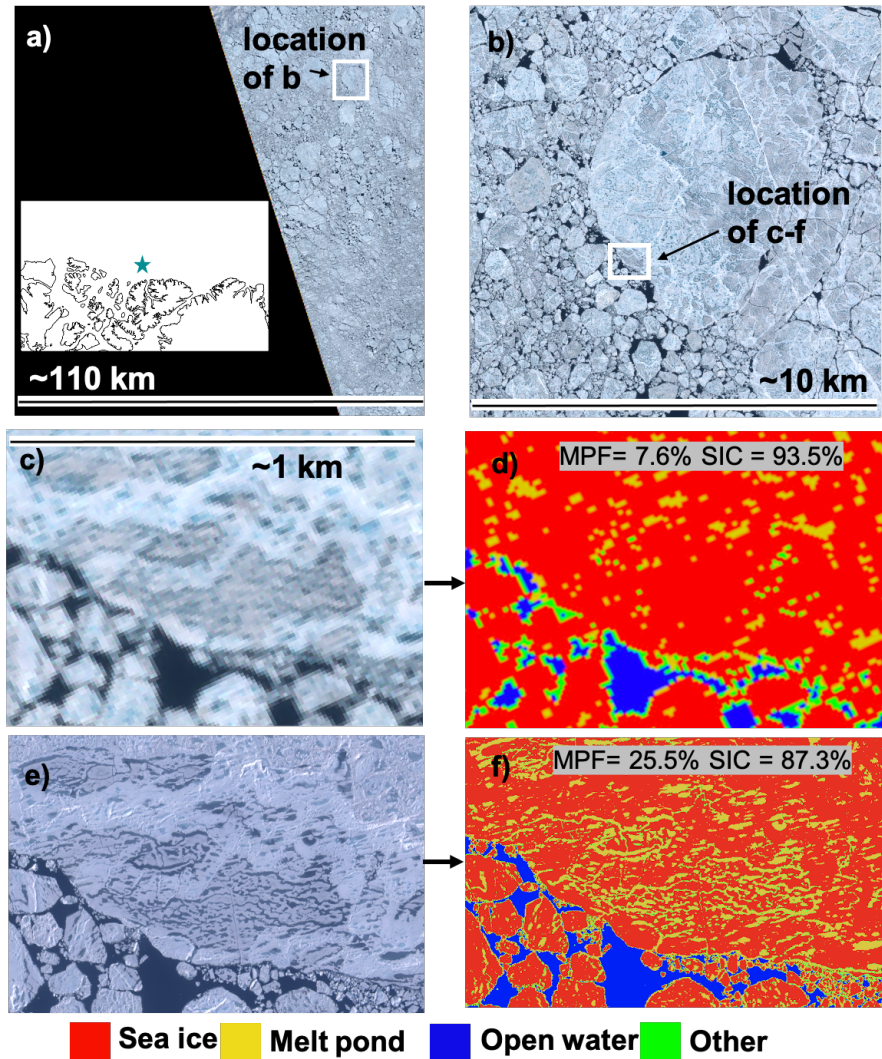 a)
location
of b
~110 km
b)
location
of c-f
~10 km
c)
~1 km
d)
MPF= 7.6% SIC = 93.5%
e)
f)
MPF= 25.5% SIC = 87.3%
Sea ice
Melt pond
Open water
Other